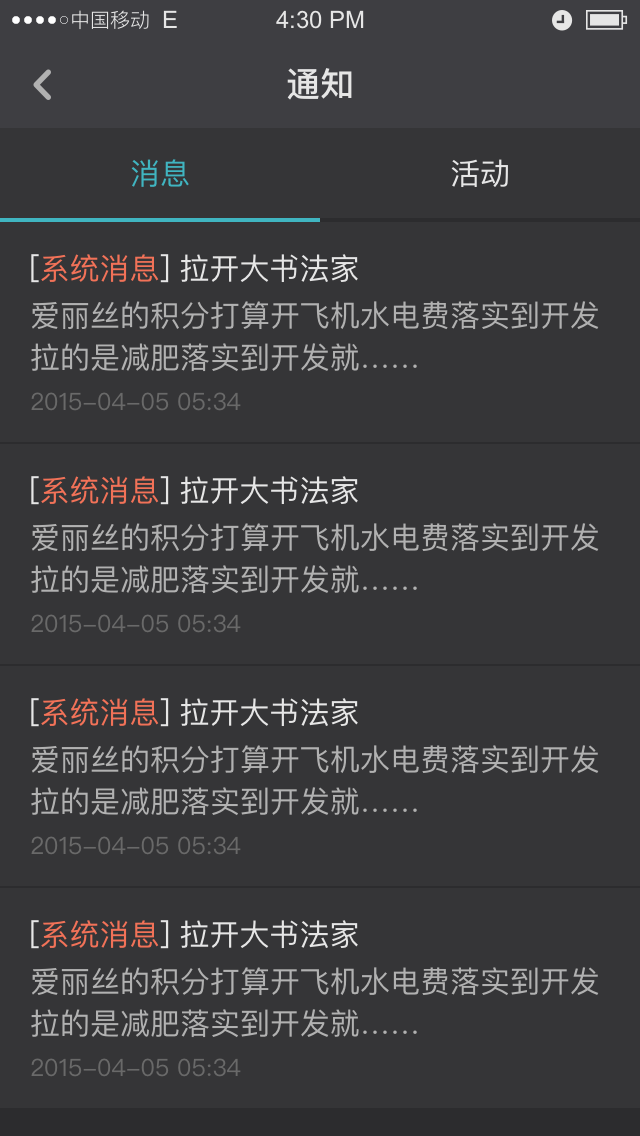 中国移动 E 4:30 PM
通知
消息 活动
[系统消息] 拉开大书法家
爱丽丝的积分打算开飞机水电费落实到开发
拉的是减肥落实到开发就……
2015-04-05 05:34
[系统消息] 拉开大书法家
爱丽丝的积分打算开飞机水电费落实到开发
拉的是减肥落实到开发就……
2015-04-05 05:34
[系统消息] 拉开大书法家
爱丽丝的积分打算开飞机水电费落实到开发
拉的是减肥落实到开发就……
2015-04-05 05:34
[系统消息] 拉开大书法家
爱丽丝的积分打算开飞机水电费落实到开发
拉的是减肥落实到开发就……
2015-04-05 05:34